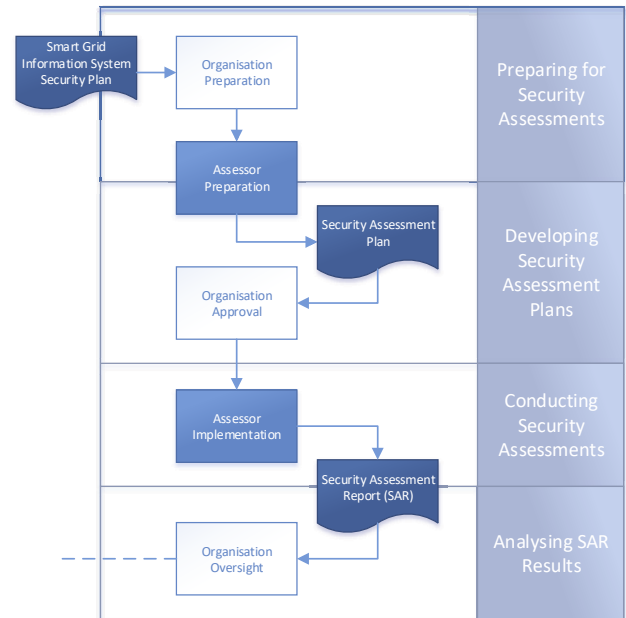 Smart Grid
Information System
Security Plan
Organisation
Preparation
Preparing for
Security
Assessments
Assessor
Preparation
Security Assessment
Plan
Developing
Security
Assessment
Plans
Organisation
Approval
Assessor
Implementation
Conducting
Security
Assessments
Security Assessment
Report (SAR)
Organisation
Oversight
Analysing SAR
Results